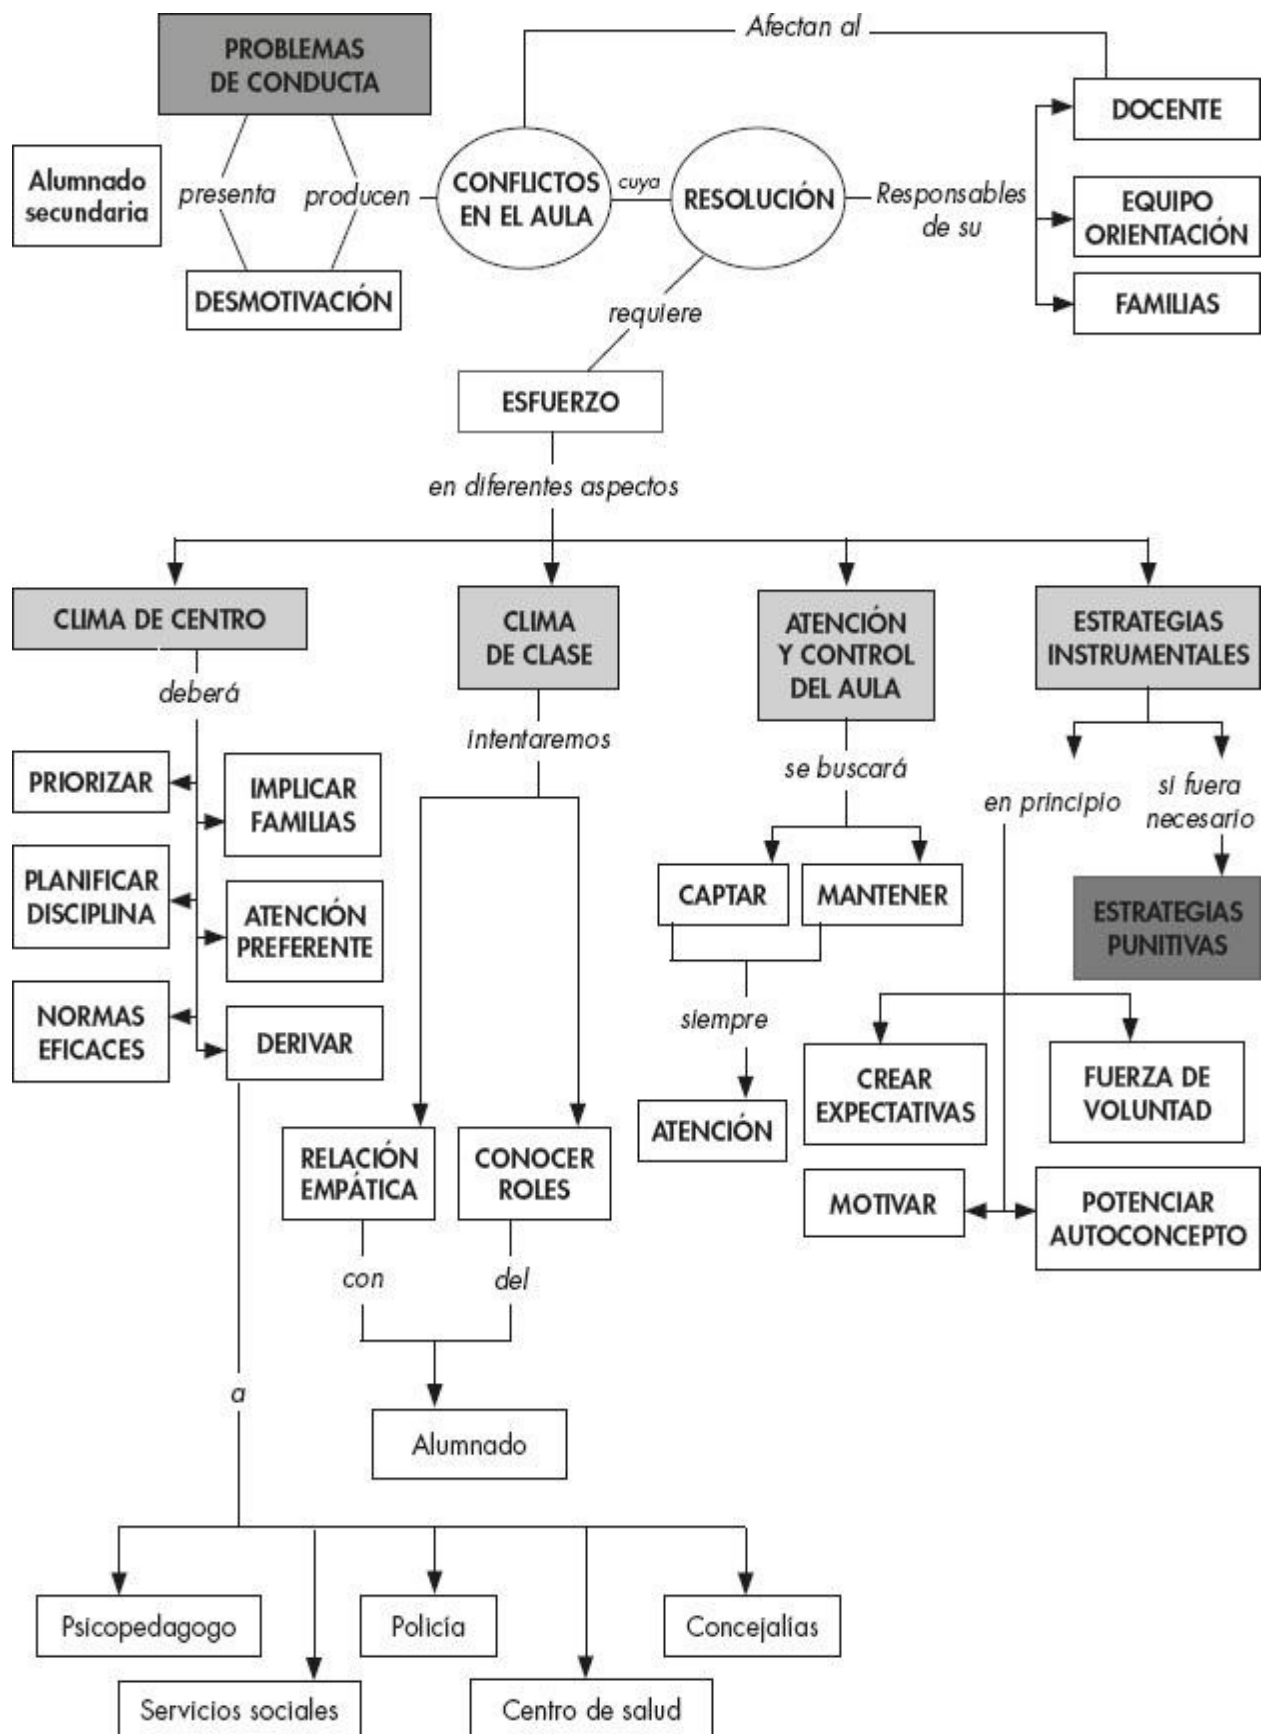 Afectan al
PROBLEMAS
DE CONDUCTA
DOCENTE
Alumnado
secundaria
presenta
producen
CONFLICTOS
EN EL AULA
cuya
RESOLUCIÓN
Responsables
de su
EQUIPO
ORIENTACIÓN
DESMOTIVACIÓN
FAMILIAS
requiere
ESFUERZO
en diferentes aspectos
CLIMA DE CENTRO
CLIMA
DE CLASE
ATENCIÓN
Y CONTROL
DEL AULA
ESTRATEGIAS
INSTRUMENTALES
deberá
intentaremos
se buscará
en principio
si fuera
necesario
PRIORIZAR
IMPLICAR
FAMILIAS
PLANIFICAR
DISCIPLINA
ATENCIÓN
PREFERENTE
CAPTAR
MANTENER
ESTRATEGIAS
PUNITIVAS
NORMAS
EFICACES
DERIVAR
siempre
CREAR
EXPECTATIVAS
FUERZA DE
VOLUNTAD
ATENCIÓN
RELACIÓN
EMPÁTICA
CONOCER
ROLES
MOTIVAR
POTENCIAR
AUTOCONCEPTO
con
del
a
Alumnado
Psicopedagogo
Policía
Concejalías
Servicios sociales
Centro de salud